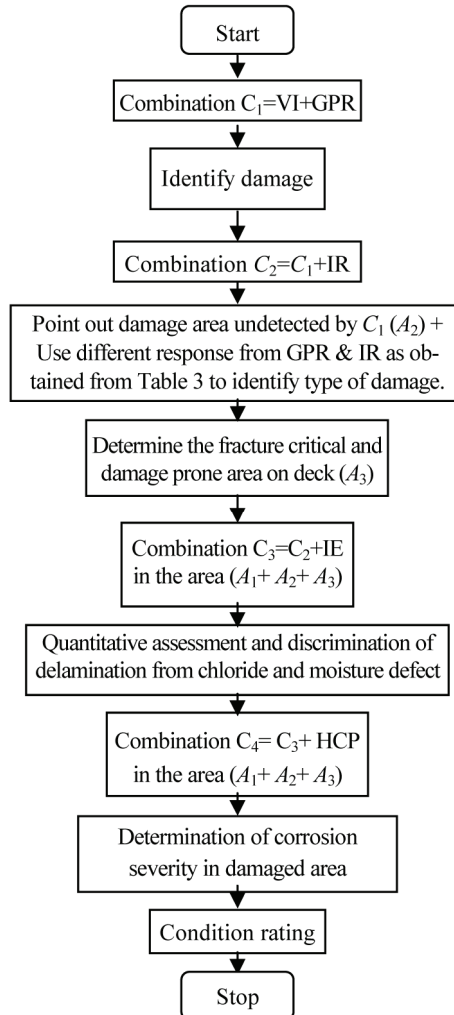 Start
Combination C₁=VI+GPR
Identify damage
Combination C₂=C₁+IR
Point out damage area undetected by C₁ (A₂) +
Use different response from GPR & IR as ob-
tained from Table 3 to identify type of damage.
Determine the fracture critical and
damage prone area on deck (A₃)
Combination C₃=C₂+IE
in the area (A₁+ A₂+ A₃)
Quantitative assessment and discrimination of
delamination from chloride and moisture defect
Combination C₄= C₃+ HCP
in the area (A₁+ A₂+ A₃)
Determination of corrosion
severity in damaged area
Condition rating
Stop